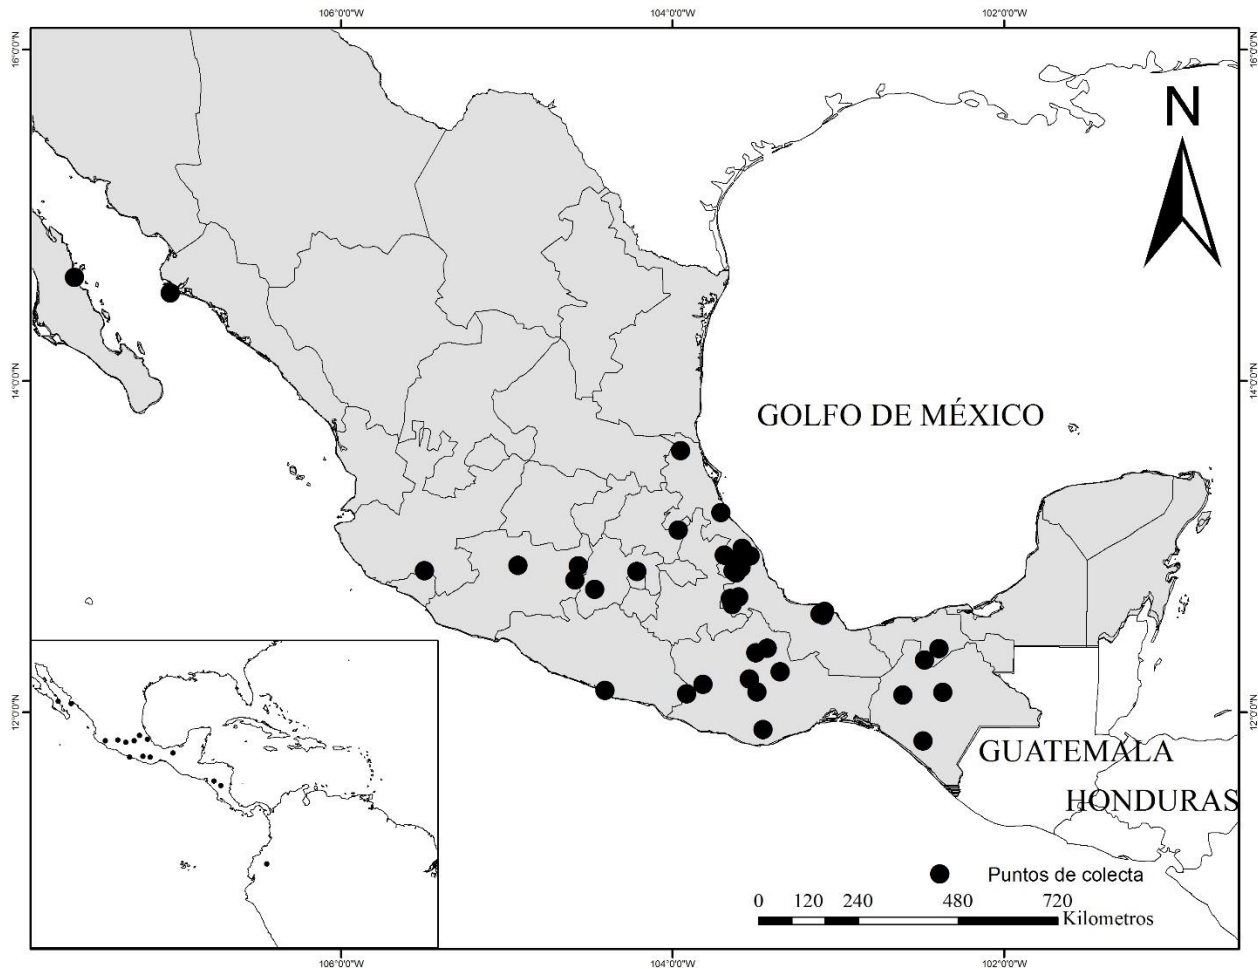 106°0'0"W 104°0'0"W 102°0'0"W
16°0'0"N 16°0'0"N
N
14°0'0"N 14°0'0"N
GOLFO DE MÉXICO
12°0'0"N 12°0'0"N
GUATEMALA
HONDURAS
Puntos de colecta
0 120 240 480 720
Kilometros
106°0'0"W 104°0'0"W 102°0'0"W